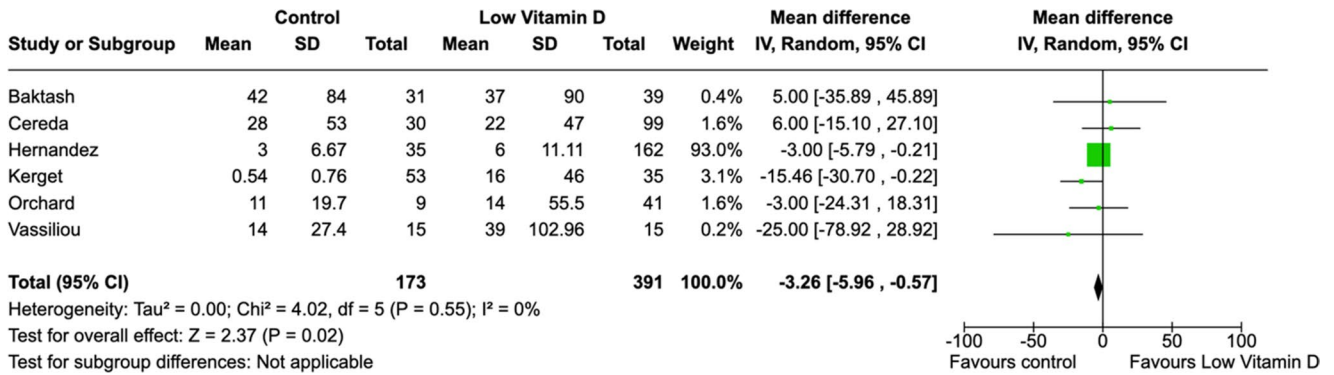 Control Low Vitamin D Mean difference Mean difference
Study or Subgroup Mean SD Total Mean SD Total Weight IV, Random, 95% CI IV, Random, 95% CI
Baktash 42 84 31 37 90 39 0.4% 5.00 [-35.89 , 45.89]
Cereda 28 53 30 22 47 99 1.6% 6.00 [-15.10 , 27.10]
Hernandez 3 6.67 35 6 11.11 162 93.0% -3.00 [-5.79 , -0.21]
Kerget 0.54 0.76 53 16 46 35 3.1% -15.46 [-30.70 , -0.22]
Orchard 11 19.7 9 14 55.5 41 1.6% -3.00 [-24.31 , 18.31]
Vassiliou 14 27.4 15 39 102.96 15 0.2% -25.00 [-78.92 , 28.92]
Total (95% CI) 173 391 100.0% -3.26 [-5.96 , -0.57]
Heterogeneity: Tau² = 0.00; Chi² = 4.02, df = 5 (P = 0.55); I² = 0%
Test for overall effect: Z = 2.37 (P = 0.02)
Test for subgroup differences: Not applicable
-100 -50 0 50 100
Favours control Favours Low Vitamin D